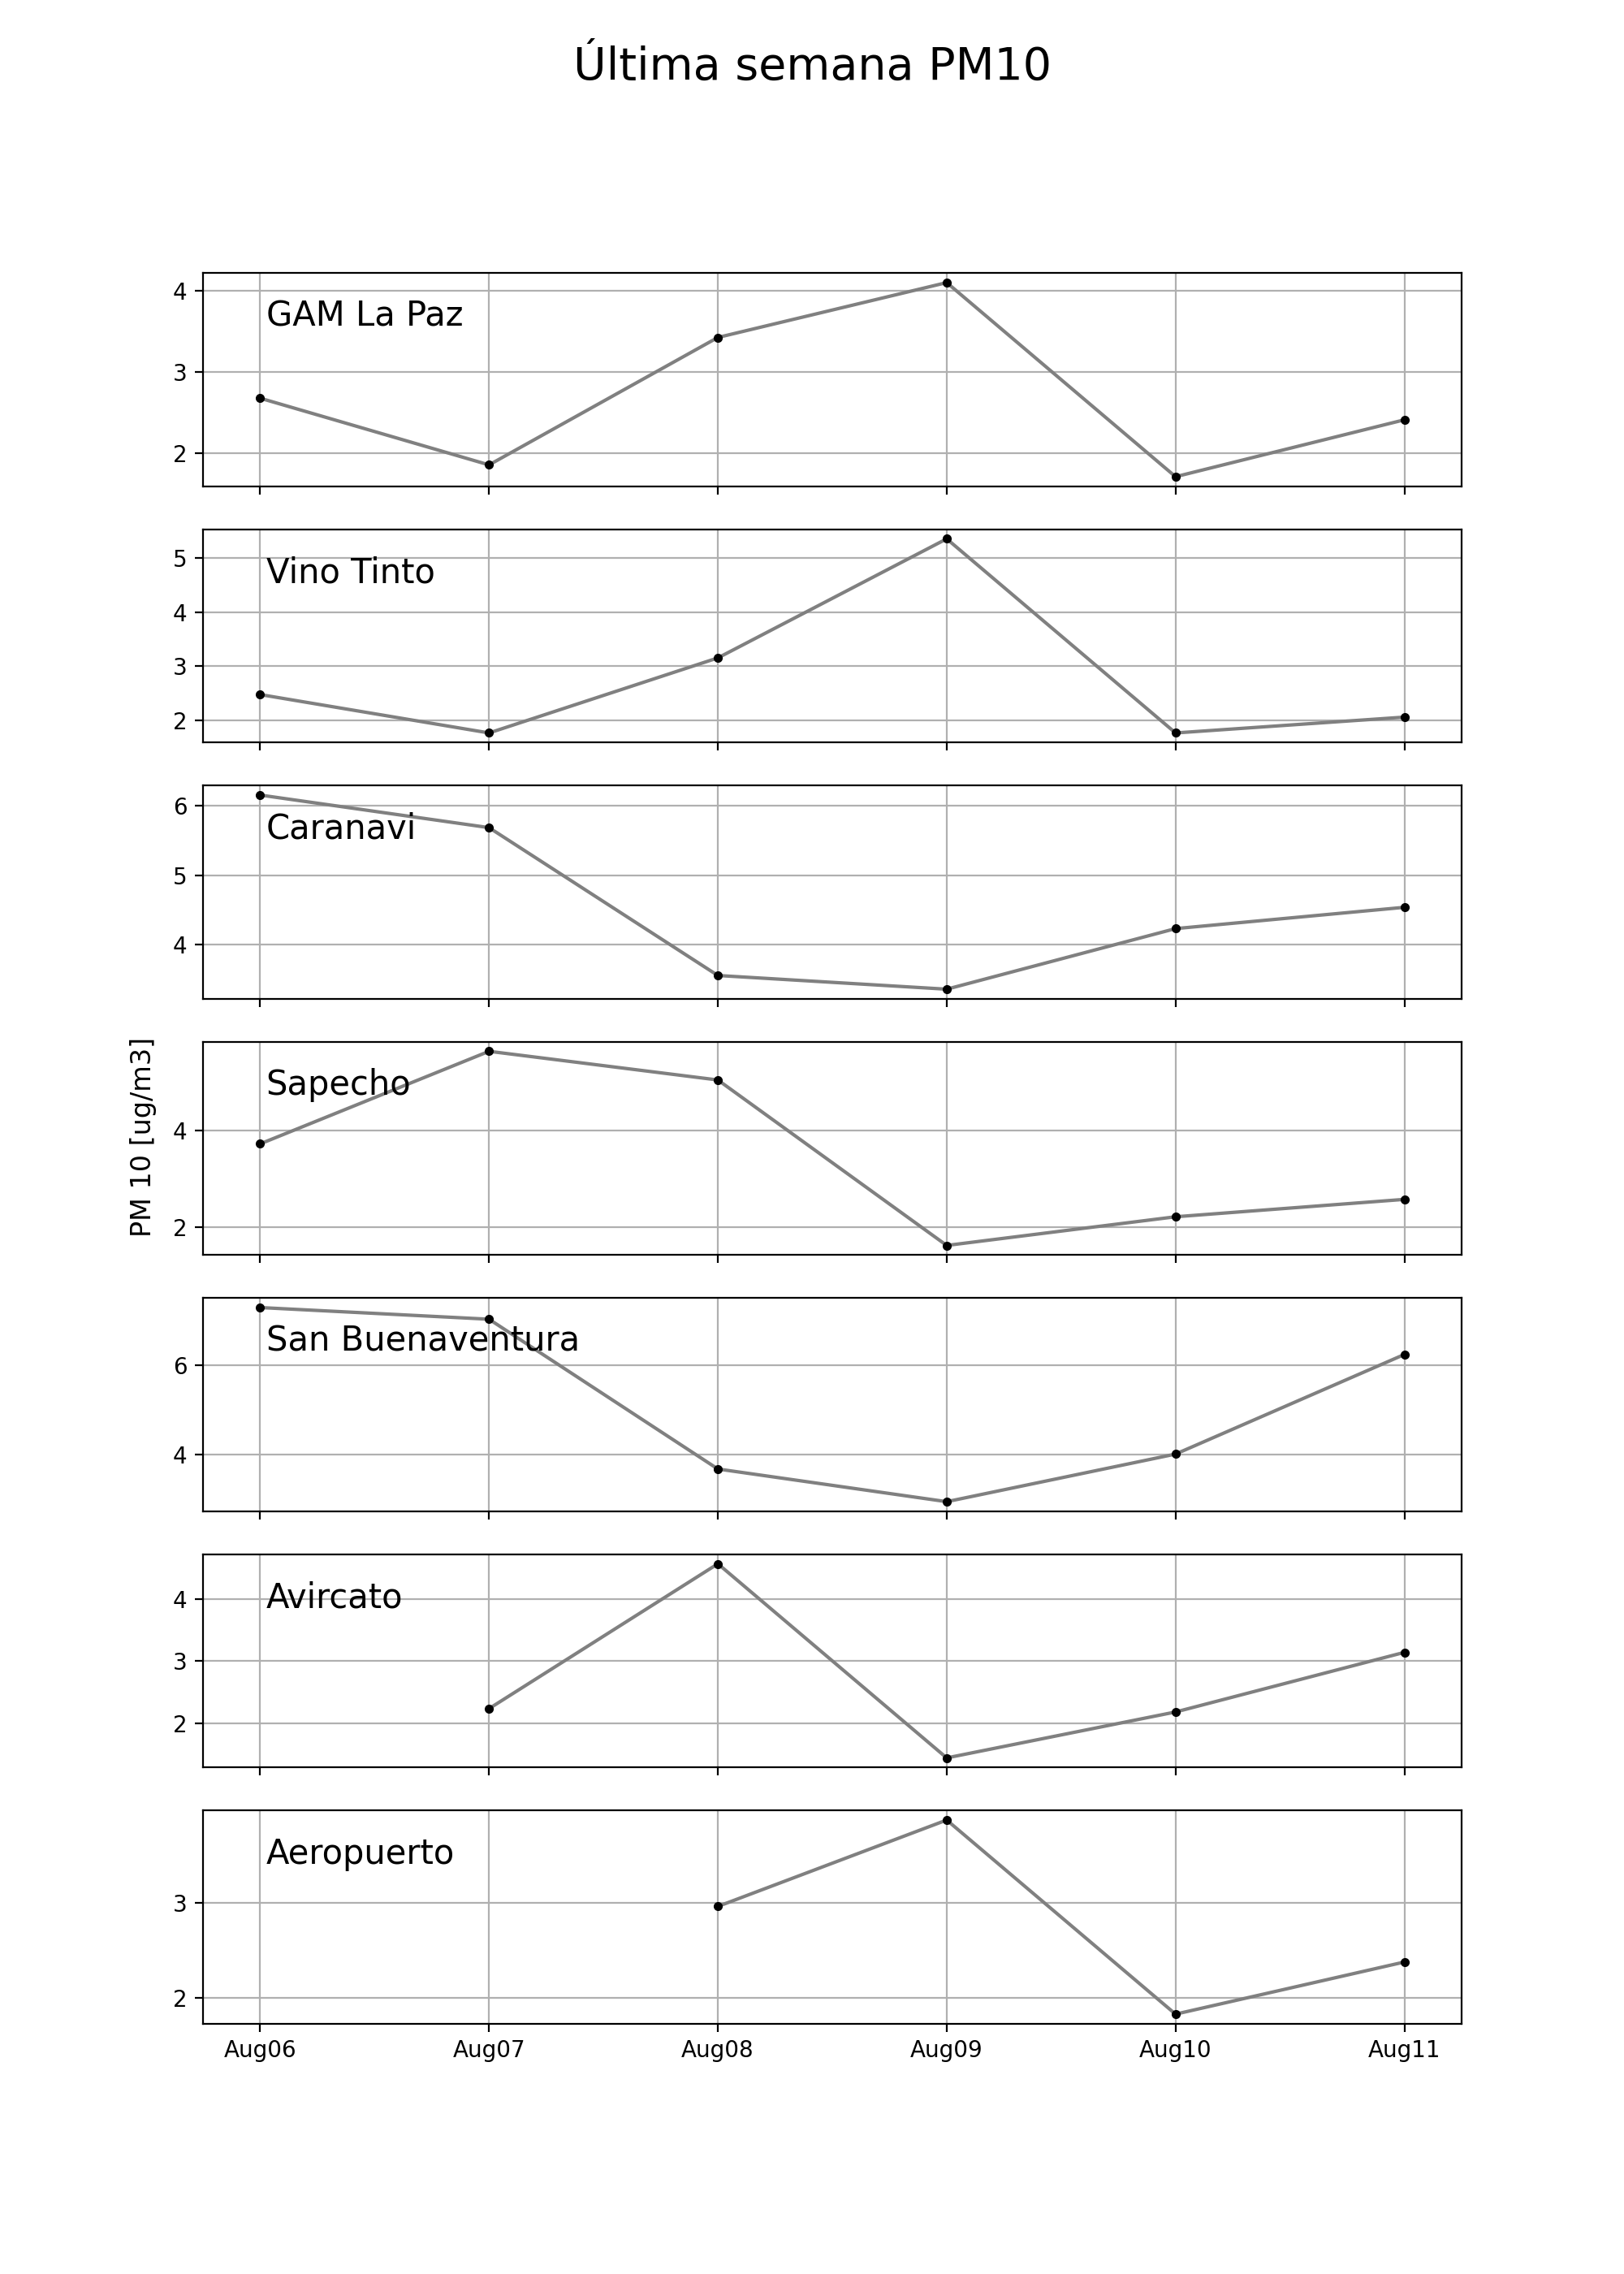 Última semana PM10
GAM La Paz
4
3
2
Vino Tinto
5
4
3
2
Caranavi
6
5
4
Sapecho
4
2
PM 10 [ug/m3]
San Buenaventura
6
4
Avircato
4
3
2
Aeropuerto
3
2
Aug06 Aug07 Aug08 Aug09 Aug10 Aug11